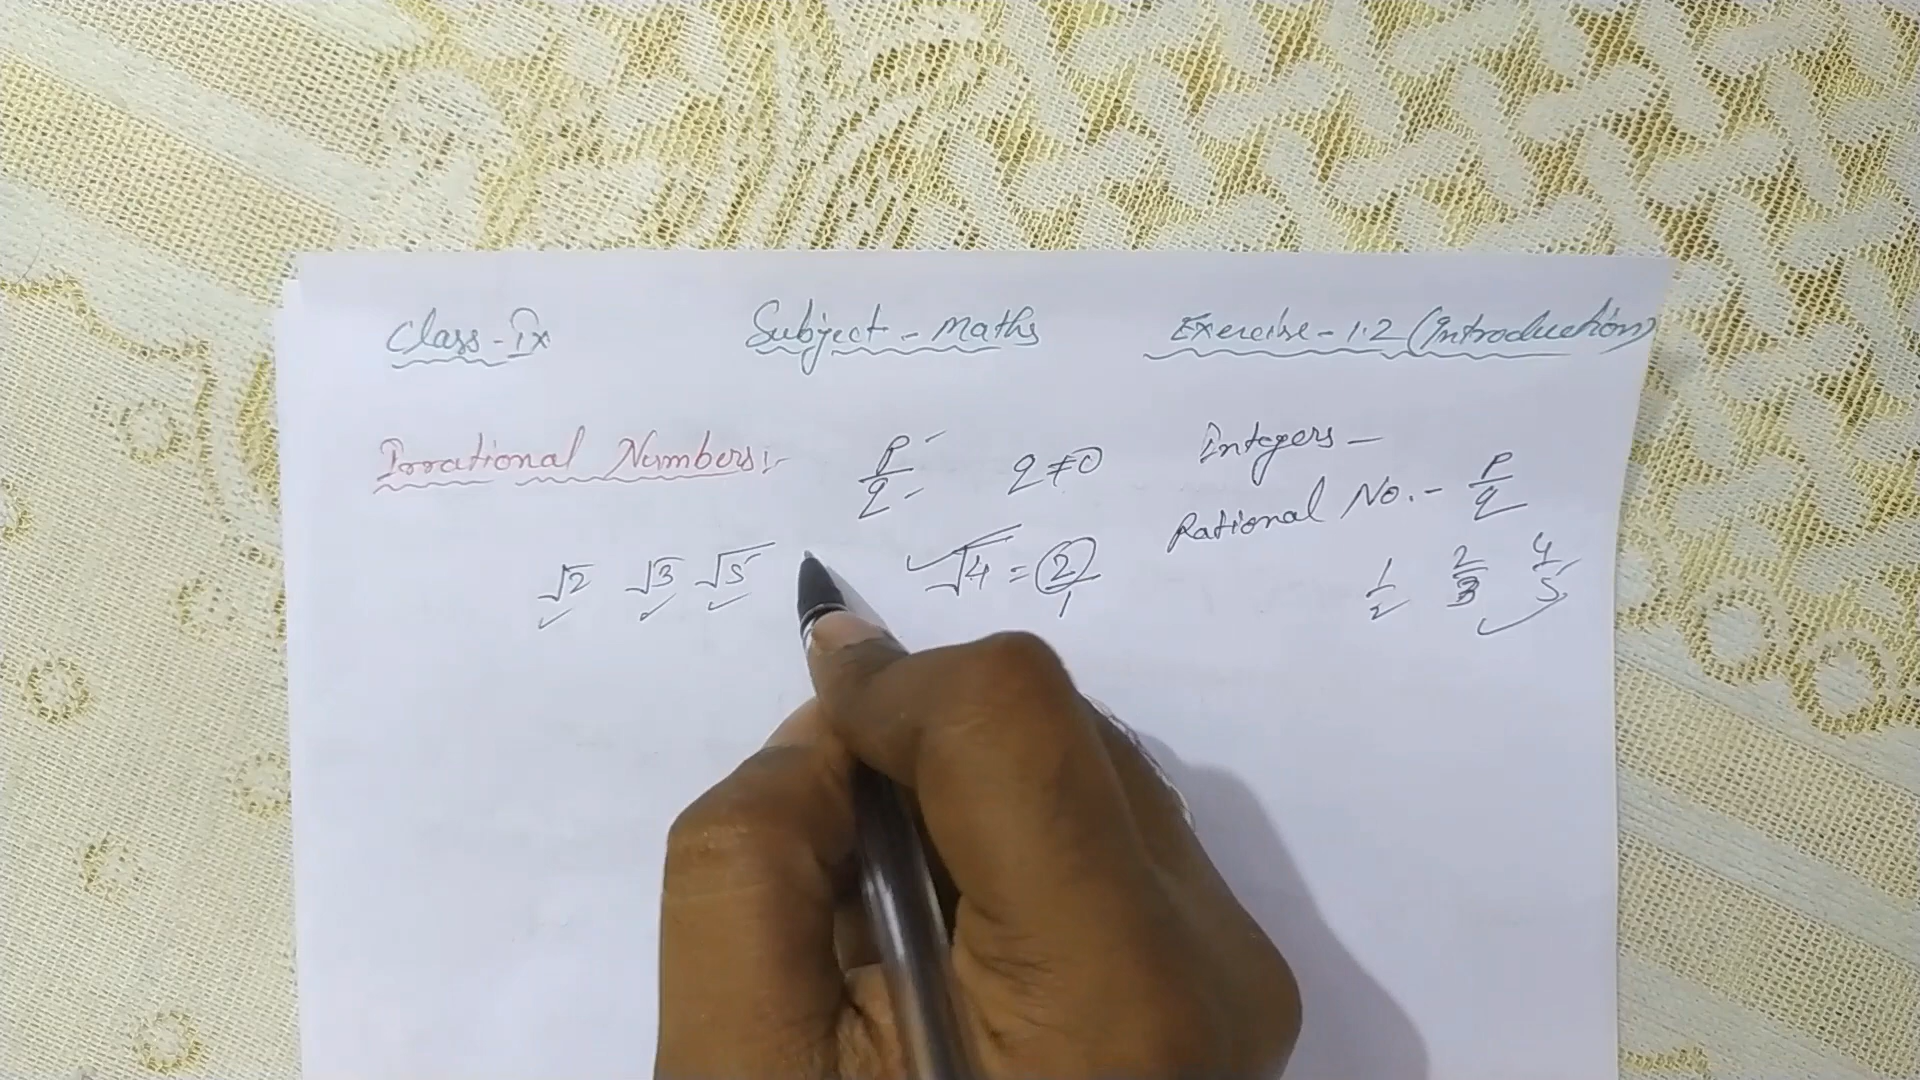 Class-IX Subject - Maths Exercise-1.2 (Introduction)
Irrational Numbers:- p/q q≠0 Integers -
Rational No. - p/q
√2 √3 √5 √4 = 2/1 1/2 2/3 4/5